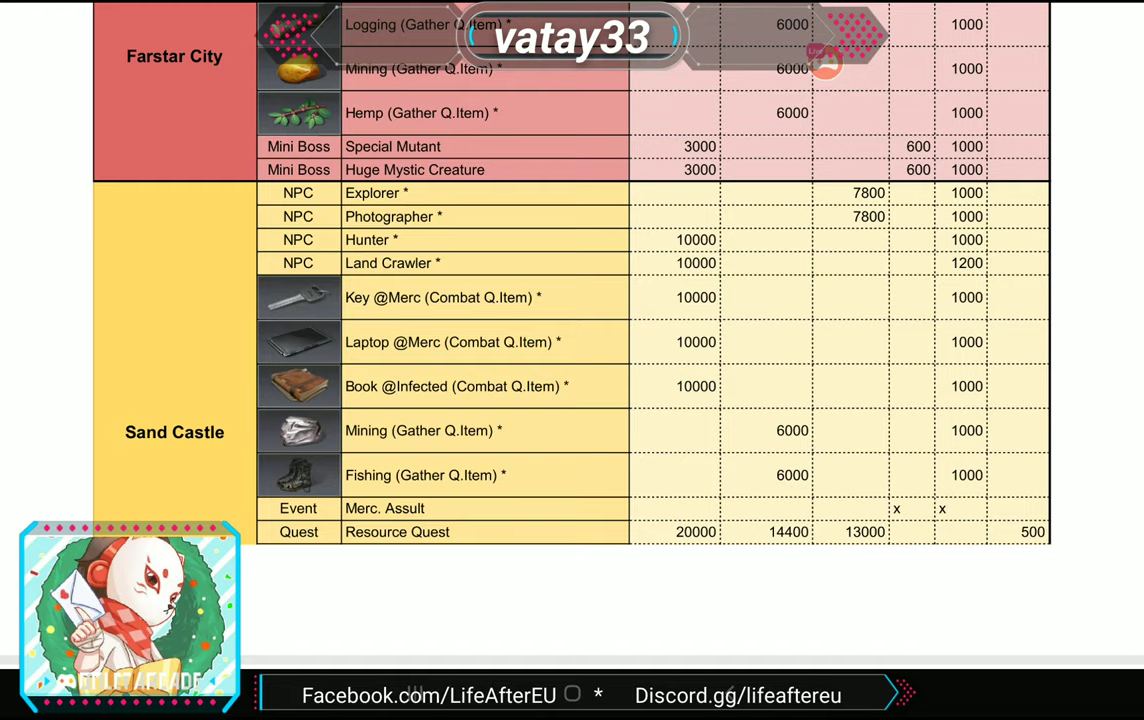 vatay33
Farstar City
Logging (Gather Q.Item) * 6000 1000
Live
Mining (Gather Q.Item) * 6000 1000
Hemp (Gather Q.Item) * 6000 1000
Mini Boss Special Mutant 3000 600 1000
Mini Boss Huge Mystic Creature 3000 600 1000
Sand Castle
NPC Explorer * 7800 1000
NPC Photographer * 7800 1000
NPC Hunter * 10000 1000
NPC Land Crawler * 10000 1200
Key @Merc (Combat Q.Item) * 10000 1000
Laptop @Merc (Combat Q.Item) * 10000 1000
Book @Infected (Combat Q.Item) * 10000 1000
Mining (Gather Q.Item) * 6000 1000
Fishing (Gather Q.Item) * 6000 1000
Event Merc. Assult x x
Quest Resource Quest 20000 14400 13000 500
Facebook.com/LifeAfterEU * Discord.gg/lifeaftereu